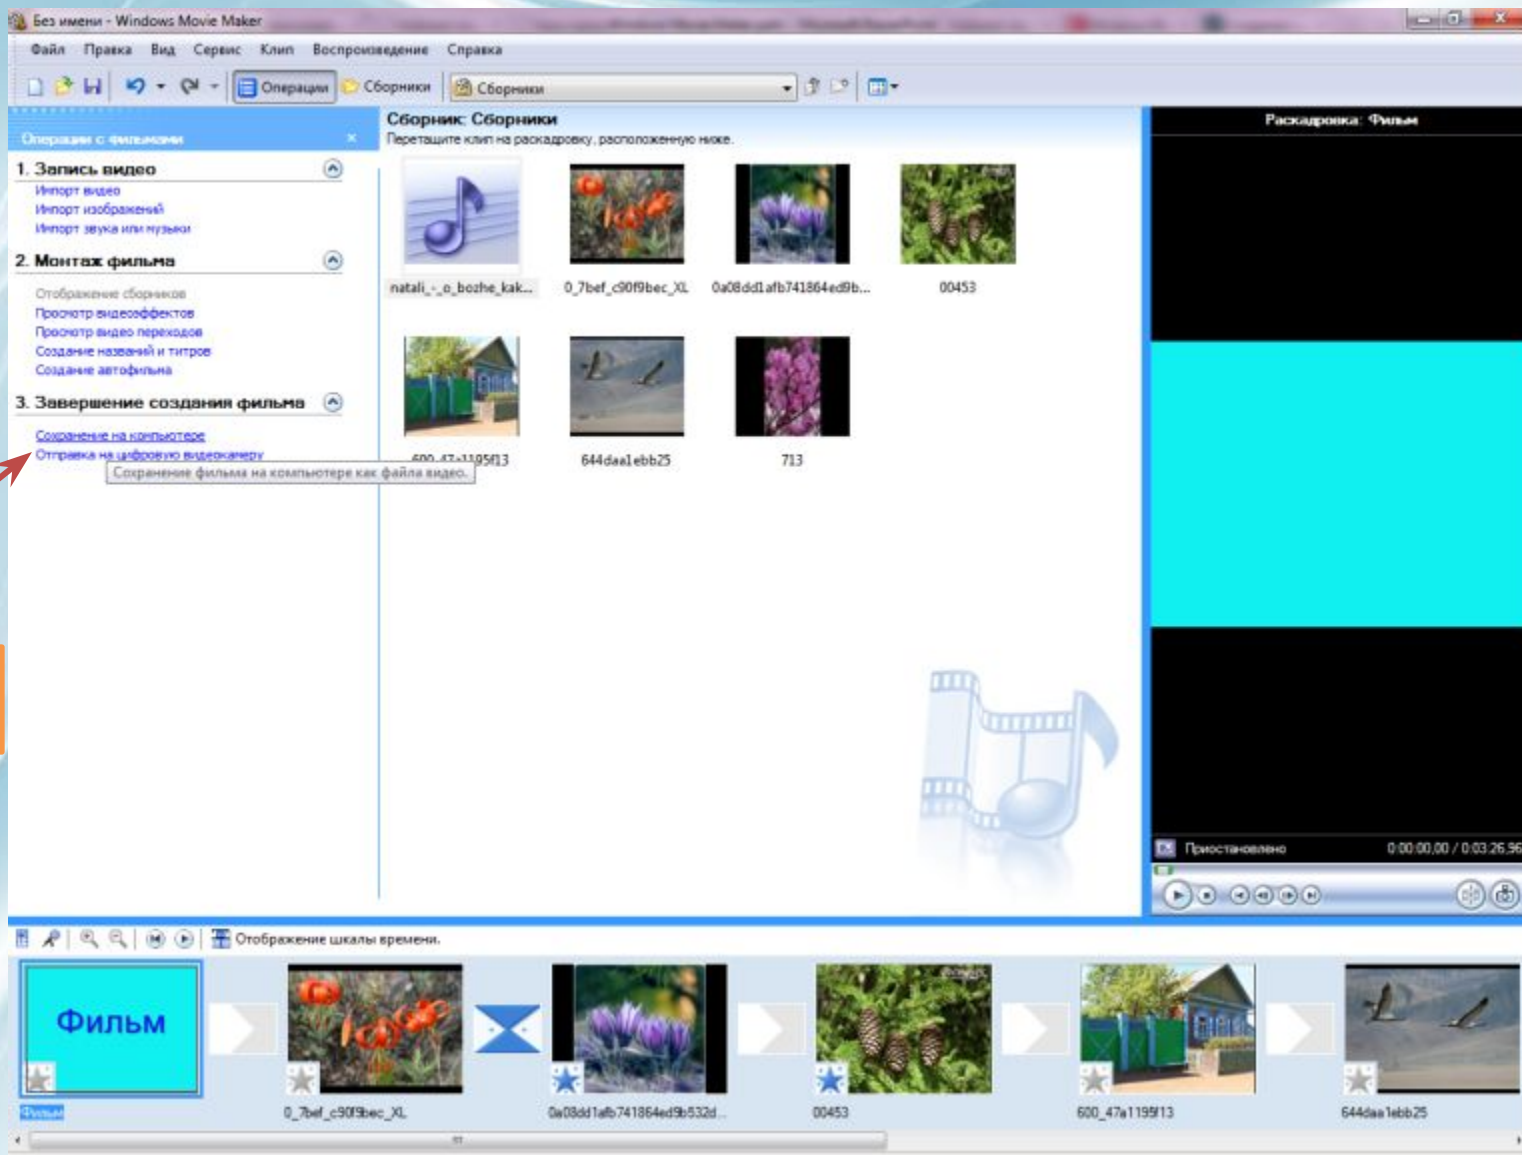 Без имени - Windows Movie Maker
Файл Правка Вид Сервис Клип Воспроизведение Справка
Операции Сборники Сборники
Операции с фильмами
1. Запись видео
Импорт видео
Импорт изображений
Импорт звука или музыки
2. Монтаж фильма
Отображение сборников
Просмотр видеоэффектов
Просмотр видео переходов
Создание названий и титров
Создание автофильма
3. Завершение создания фильма
Сохранение на компьютере
Отправка на цифровую видеокамеру
Сохранение фильма на компьютере как файла видео.
Сборник: Сборники
Перетащите клип на раскадровку, расположенную ниже.
natali_-_o_bozhe_kak... 0_7bef_c90f9bec_XL 0a08dd1afb741864ed9b... 00453
600_47a1195f13 644daa1ebb25 713
Раскадровка: Фильм
Приостановлено 0:00:00,00 / 0:03:26,96
Отображение шкалы времени.
Фильм
Фильм 0_7bef_c90f9bec_XL 0a08dd1afb741864ed9b532d... 00453 600_47a1195f13 644daa1ebb25